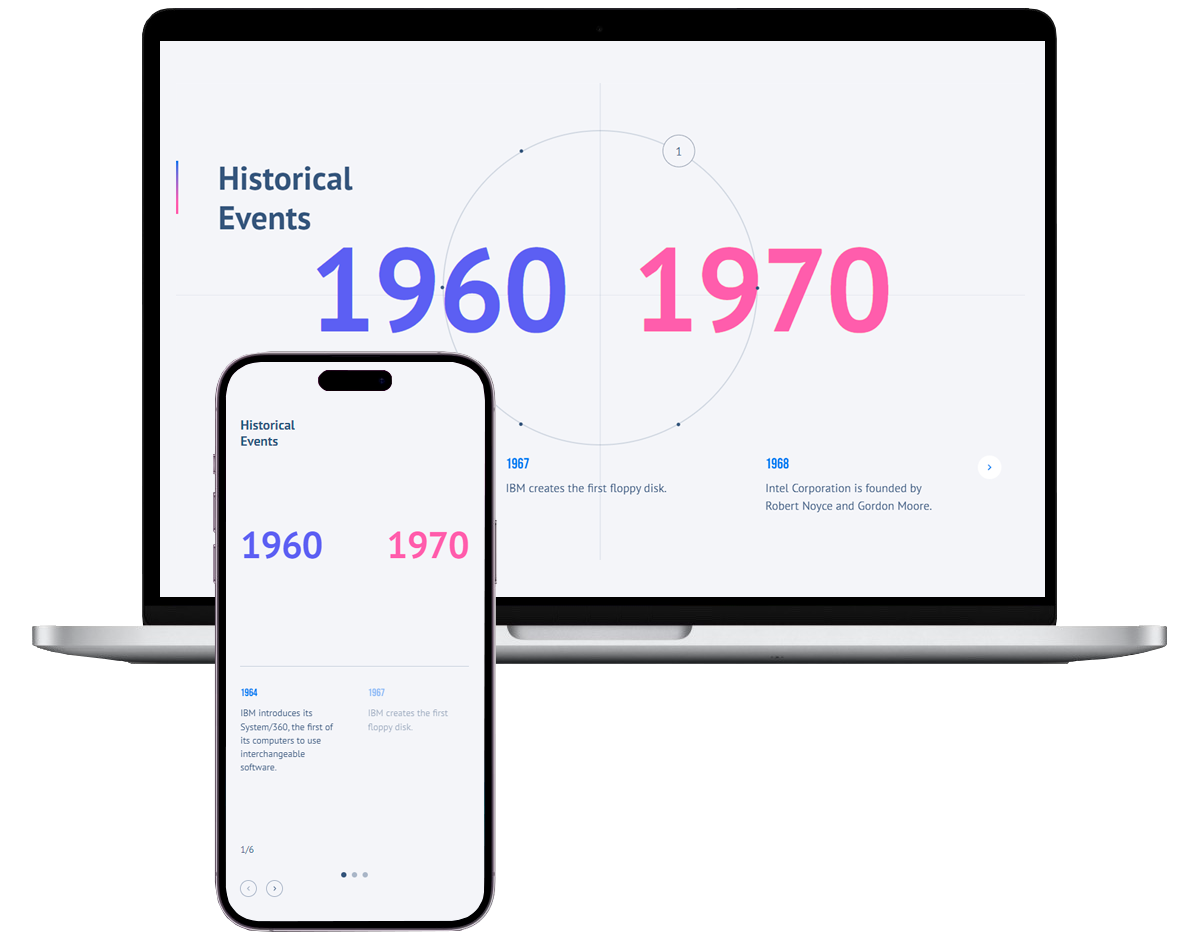 1
Historical
Events
1960 1970
1967
IBM creates the first floppy disk.
1968
Intel Corporation is founded by
Robert Noyce and Gordon Moore.
Historical
Events
1960 1970
1964
IBM introduces its
System/360, the first of
its computers to use
interchangeable
software.
1967
IBM creates the first
floppy disk.
1/6